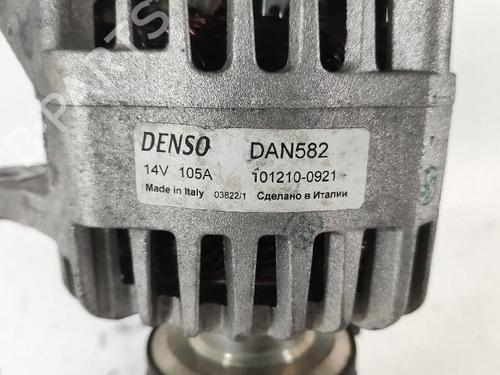 DENSO DAN582
14V 105A 101210-0921
Made in Italy 03822/1 Сделано в Италии